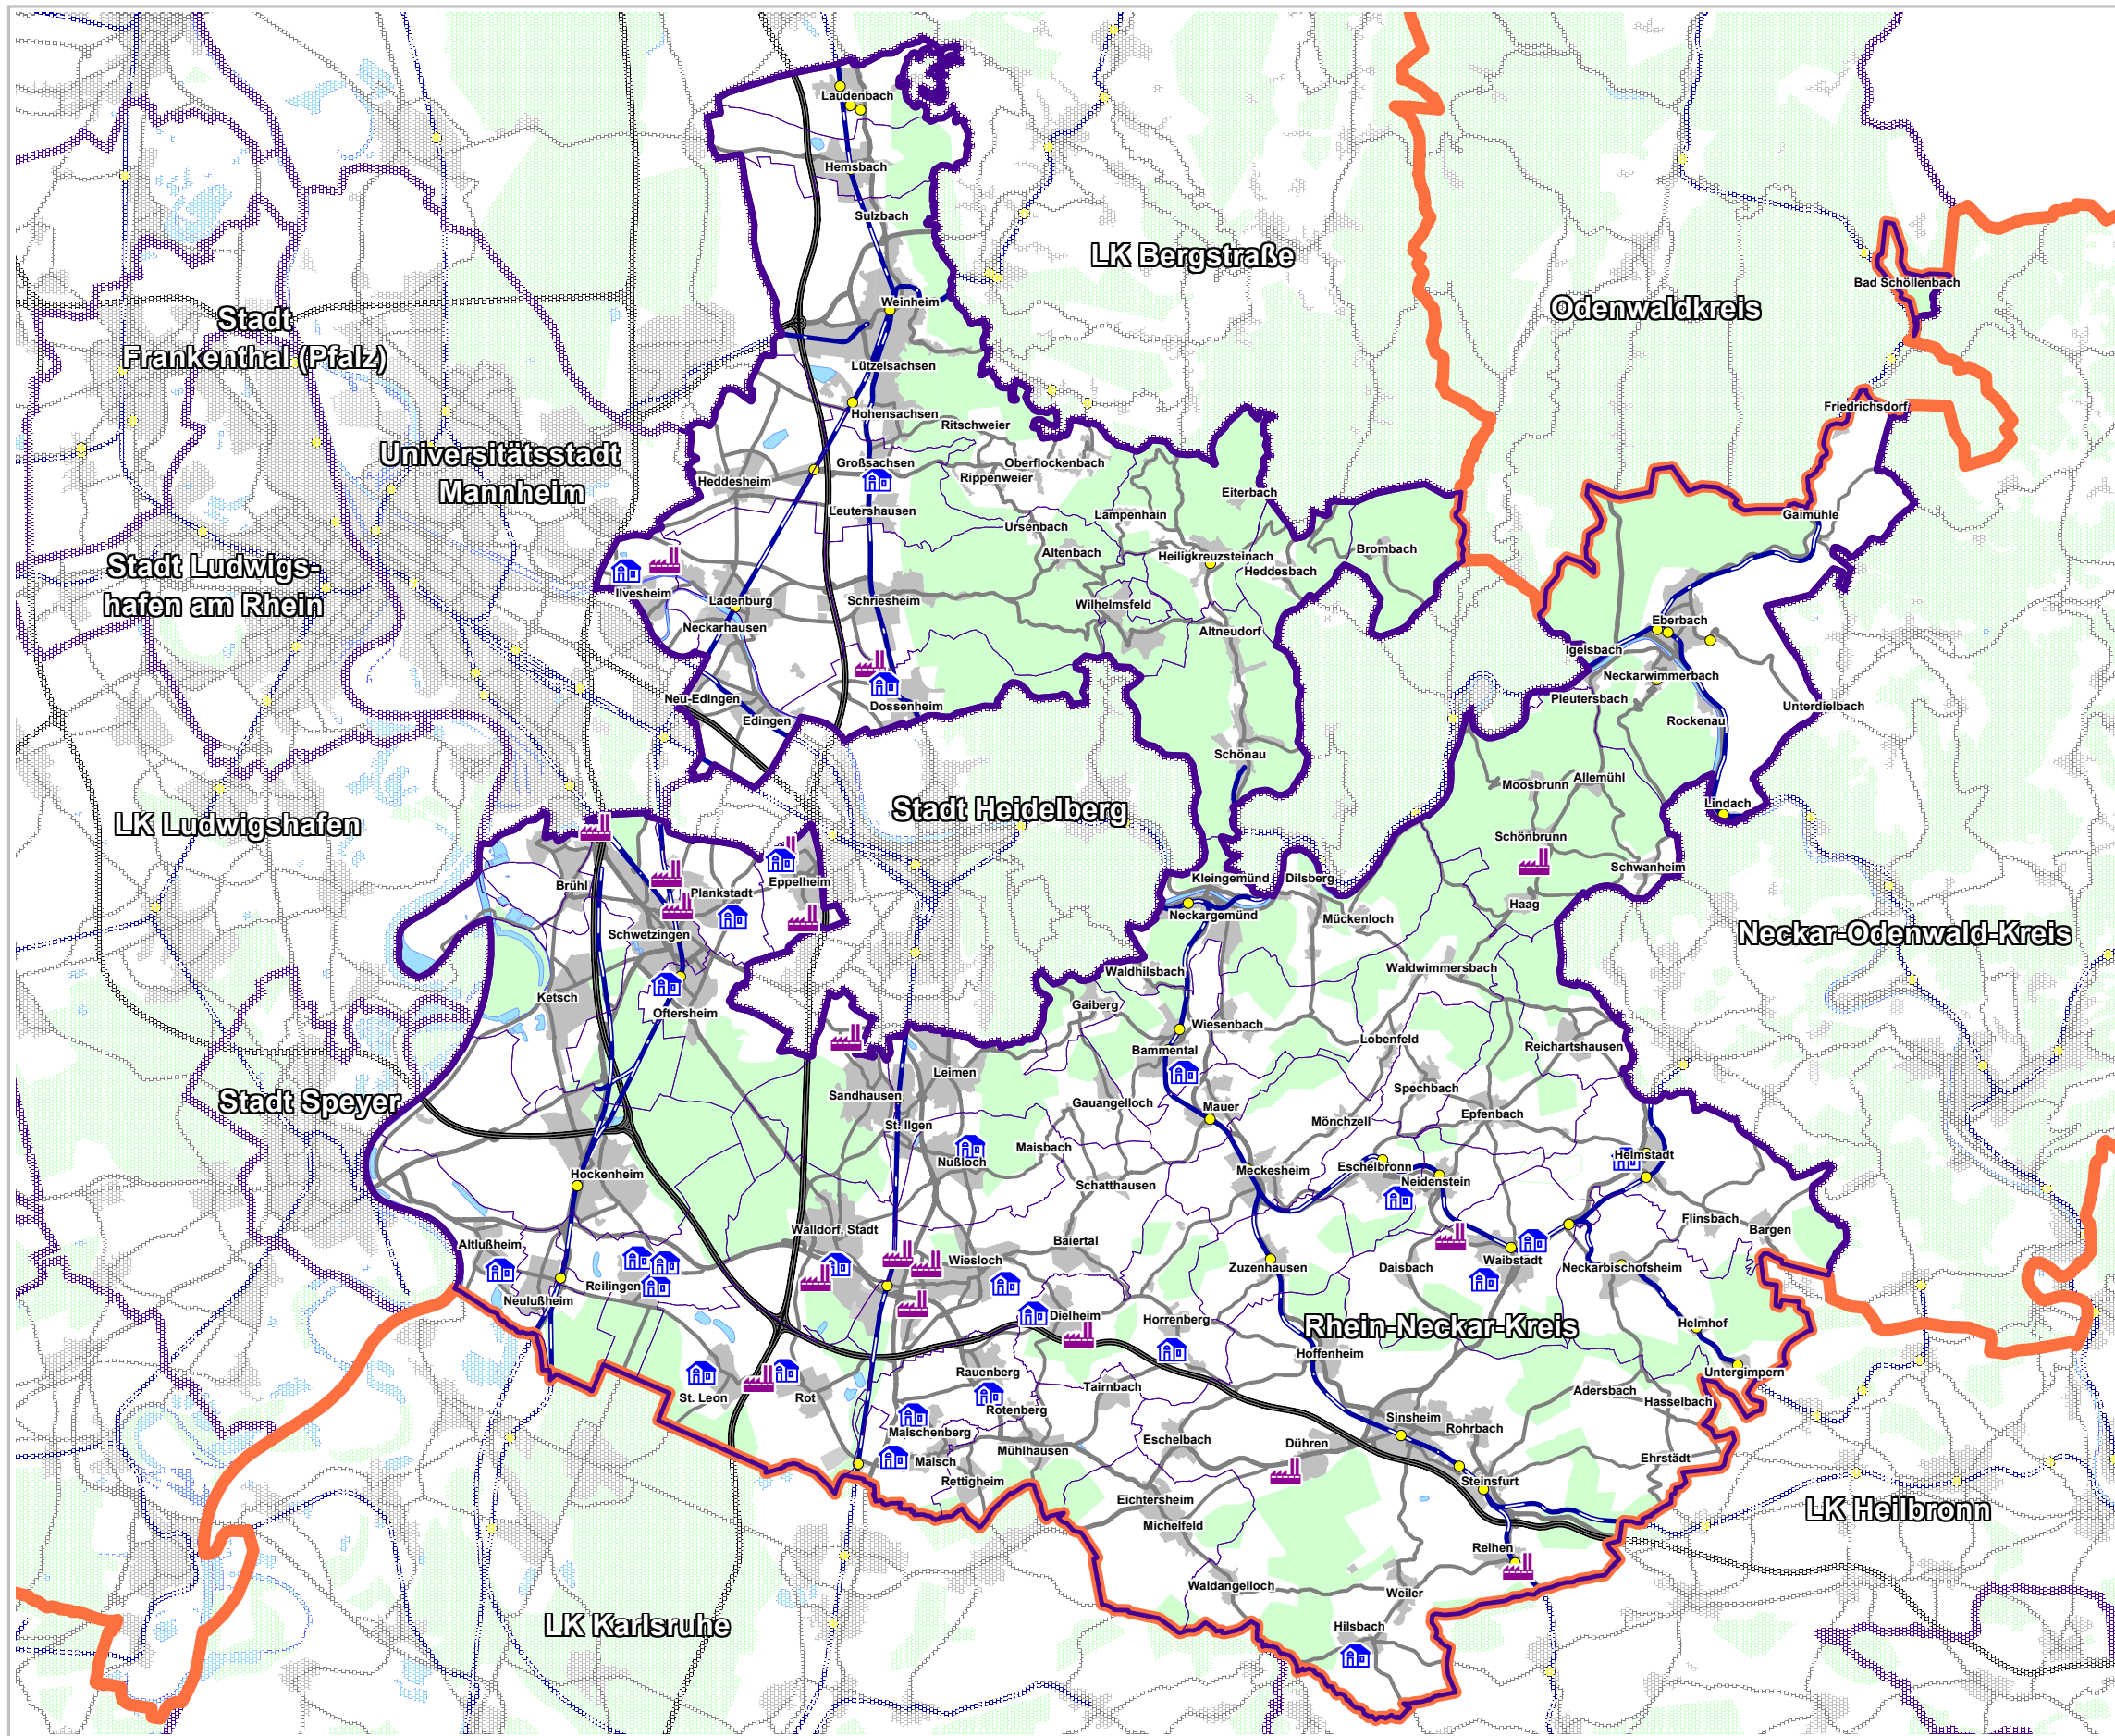 Laudenbach
Hemsbach
Sulzbach
LK Bergstraße
Bad Schöllenbach
Odenwaldkreis
Weinheim
Stadt
Frankenthal (Pfalz)
Lützelsachsen
Friedrichsdorf
Hohensachsen
Ritschweier
Universitätsstadt
Mannheim
Großsachsen
Oberflockenbach
Rippenweier
Heddesheim
Eiterbach
Leutershausen
Lampenhain
Gaimühle
Ursenbach
Altenbach
Heiligkreuzsteinach
Brombach
Heddesbach
Stadt Ludwigs-
hafen am Rhein
Ilvesheim
Ladenburg
Schriesheim
Wilhelmsfeld
Neckarhausen
Altneudorf
Eberbach
Igelsbach
Neckarwimmerbach
Neu-Edingen
Pleutersbach
Dossenheim
Unterdielbach
Edingen
Rockenau
Schönau
Allemühl
Moosbrunn
Lindach
Stadt Heidelberg
LK Ludwigshafen
Schönbrunn
Schwanheim
Kleingemünd
Dilsberg
Eppelheim
Brühl
Plankstadt
Haag
Neckargemünd
Mückenloch
Schwetzingen
Neckar-Odenwald-Kreis
Waldhilsbach
Waldwimmersbach
Ketsch
Gaiberg
Oftersheim
Wiesenbach
Lobenfeld
Reichartshausen
Bammental
Leimen
Spechbach
Sandhausen
Stadt Speyer
Gauangelloch
Mauer
Epfenbach
Mönchzell
St. Ilgen
Maisbach
Nußloch
Helmstadt
Hockenheim
Meckesheim
Eschelbronn
Neidenstein
Schatthausen
Flinsbach
Bargen
Walldorf, Stadt
Altlußheim
Baiertal
Wiesloch
Zuzenhausen
Daisbach
Waibstadt
Neckarbischofsheim
Reilingen
Neulußheim
Dielheim
Horrenberg
Rhein-Neckar-Kreis
Helmhof
Hoffenheim
Rauenberg
Untergimpern
Tairnbach
Adersbach
Hasselbach
St. Leon
Rot
Rotenberg
Sinsheim
Rohrbach
Malschenberg
Mühlhausen
Eschelbach
Dühren
Malsch
Ehrstädt
Rettigheim
Steinsfurt
Eichtersheim
Michelfeld
LK Heilbronn
Reihen
Waldangelloch
Weiler
LK Karlsruhe
Hilsbach